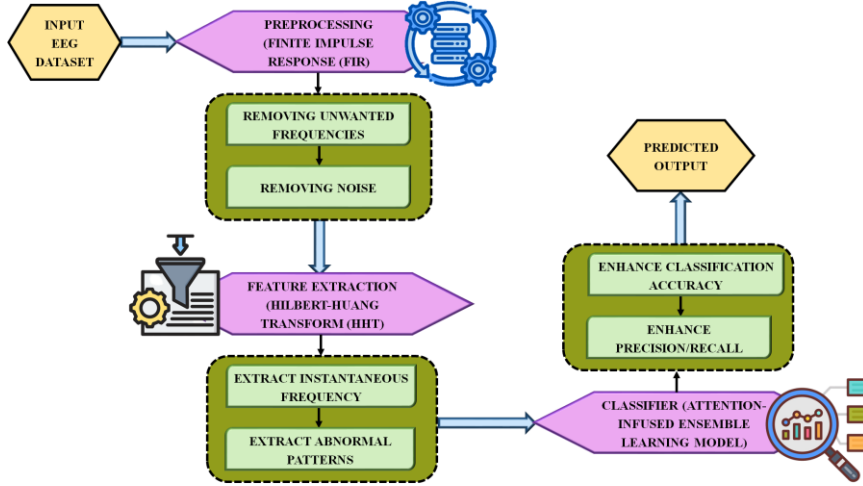 INPUT
EEG
DATASET
PREPROCESSING
(FINITE IMPULSE
RESPONSE (FIR)
REMOVING UNWANTED
FREQUENCIES
REMOVING NOISE
FEATURE EXTRACTION
(HILBERT-HUANG
TRANSFORM (HHT)
EXTRACT INSTANTANEOUS
FREQUENCY
EXTRACT ABNORMAL
PATTERNS
CLASSIFIER (ATTENTION-
INFUSED ENSEMBLE
LEARNING MODEL)
ENHANCE CLASSIFICATION
ACCURACY
ENHANCE
PRECISION/RECALL
PREDICTED
OUTPUT